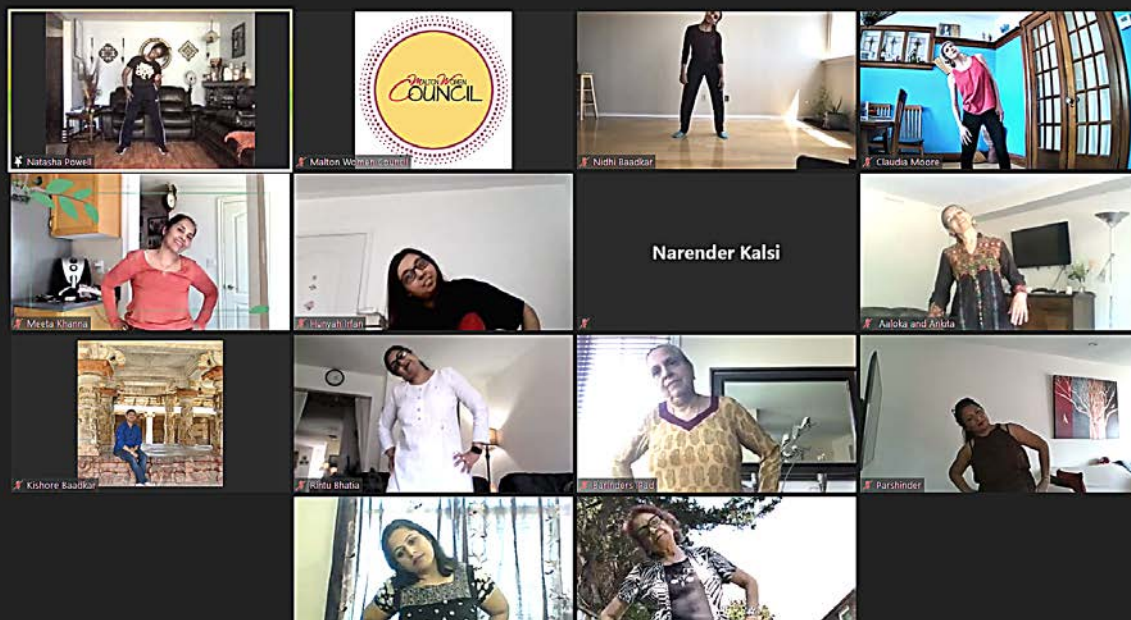 Natasha Powell
MALTON WOMEN
COUNCIL
Malton Women Council
Nidhi Baadkar
Claudia Moore
Meeta Khanna
Hunyah Irfan
Narender Kalsi
Aaloka and Ankita
Kishore Baadkar
Rintu Bhatia
Barinders iPad
Parshinder